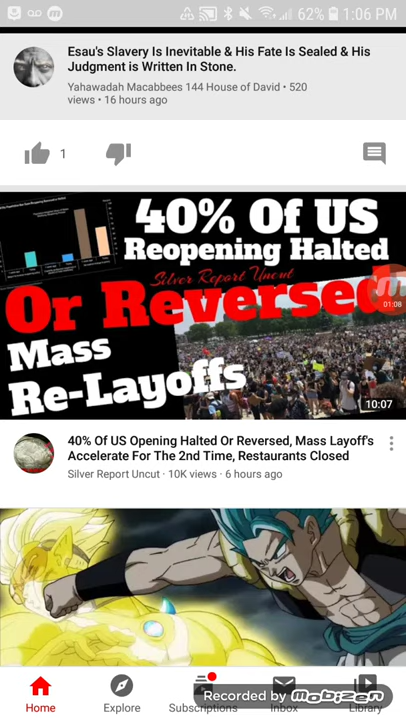 62% 1:06 PM
Esau's Slavery Is Inevitable & His Fate Is Sealed & His
Judgment is Written In Stone.
Yahawadah Macabbees 144 House of David • 520
views • 16 hours ago
1
40% Of US
Reopening Halted
Silver Report Uncut
Or Reversed
01:08
Mass
Re-Layoffs
10:07
40% Of US Opening Halted Or Reversed, Mass Layoff's
Accelerate For The 2nd Time, Restaurants Closed
Silver Report Uncut · 10K views · 6 hours ago
Recorded by mobizen
Home Explore Subscriptions Inbox Library